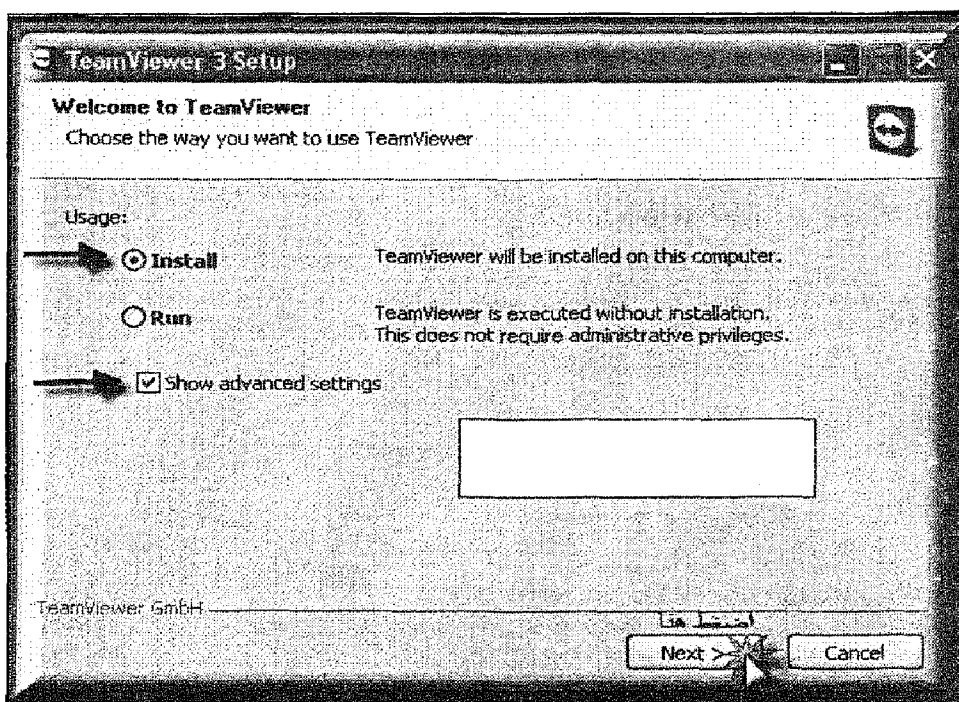 TeamViewer 3 Setup
Welcome to TeamViewer
Choose the way you want to use TeamViewer
Usage:
Install
TeamViewer will be installed on this computer.
Run
TeamViewer is executed without installation.
This does not require administrative privileges.
Show advanced settings
TeamViewer GmbH
اضغط هنا
Next >
Cancel